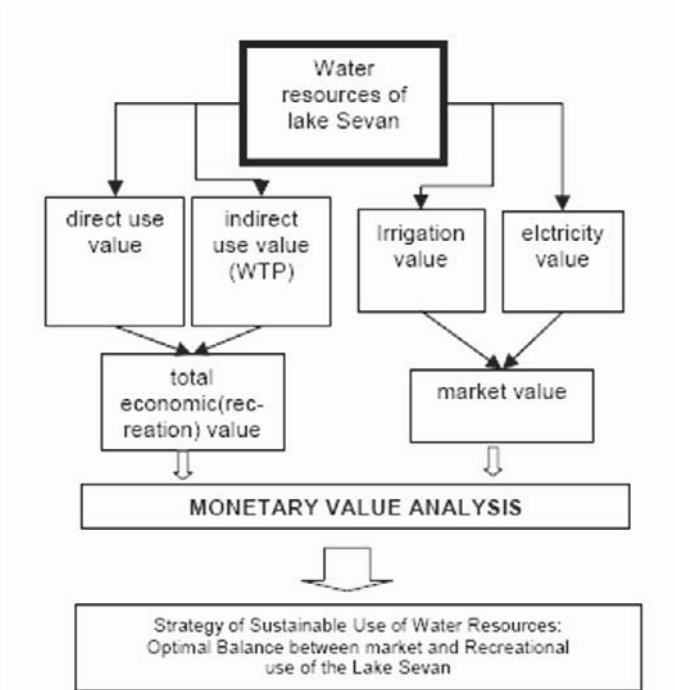 Water
resources of
lake Sevan
direct use
value
indirect
use value
(WTP)
Irrigation
value
elctricity
value
total
economic(rec-
reation) value
market value
MONETARY VALUE ANALYSIS
Strategy of Sustainable Use of Water Resources:
Optimal Balance between market and Recreational
use of the Lake Sevan